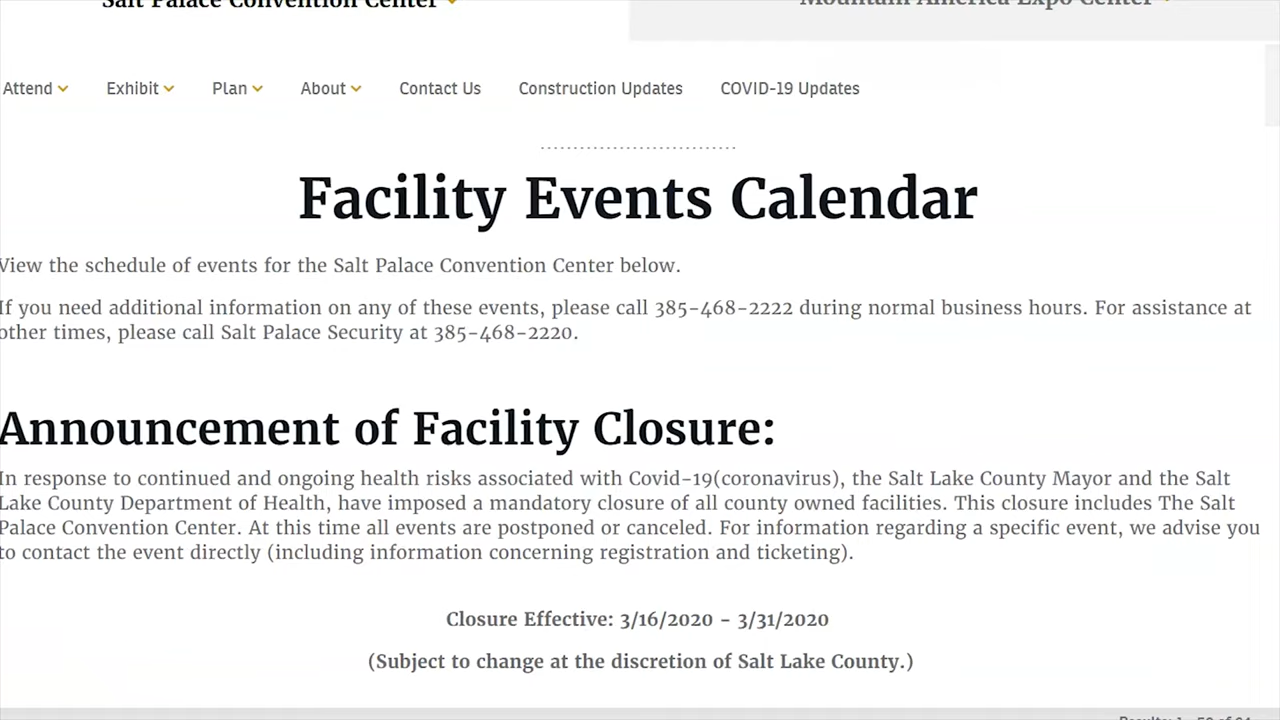 Salt Palace Convention Center
Mountain America Expo Center
Attend Exhibit Plan About Contact Us Construction Updates COVID-19 Updates
Facility Events Calendar
View the schedule of events for the Salt Palace Convention Center below.
If you need additional information on any of these events, please call 385-468-2222 during normal business hours. For assistance at
other times, please call Salt Palace Security at 385-468-2220.
Announcement of Facility Closure:
In response to continued and ongoing health risks associated with Covid-19(coronavirus), the Salt Lake County Mayor and the Salt
Lake County Department of Health, have imposed a mandatory closure of all county owned facilities. This closure includes The Salt
Palace Convention Center. At this time all events are postponed or canceled. For information regarding a specific event, we advise you
to contact the event directly (including information concerning registration and ticketing).
Closure Effective: 3/16/2020 - 3/31/2020
(Subject to change at the discretion of Salt Lake County.)